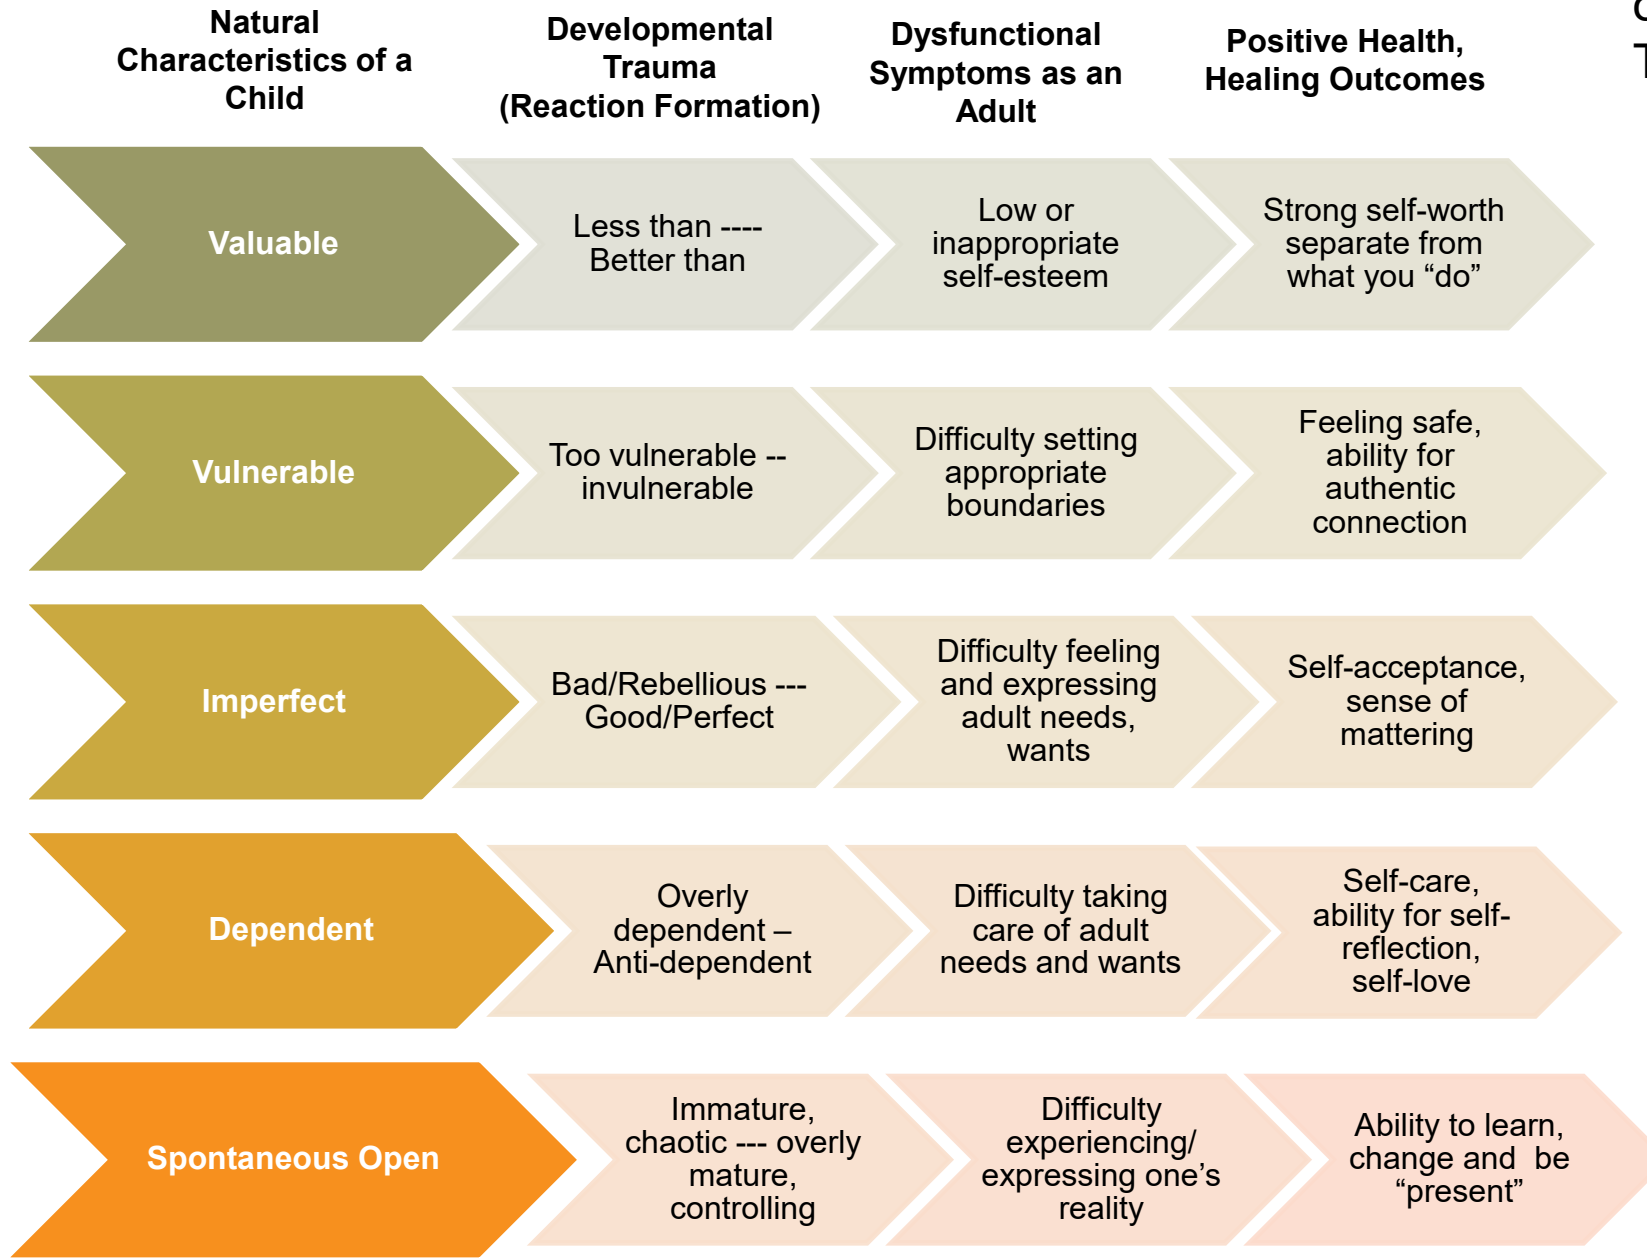 Natural
Characteristics of a
Child
Developmental
Trauma
(Reaction Formation)
Dysfunctional
Symptoms as an
Adult
Positive Health,
Healing Outcomes
Valuable
Less than ----
Better than
Low or
inappropriate
self-esteem
Strong self-worth
separate from
what you “do”
Vulnerable
Too vulnerable --
invulnerable
Difficulty setting
appropriate
boundaries
Feeling safe,
ability for
authentic
connection
Imperfect
Bad/Rebellious ---
Good/Perfect
Difficulty feeling
and expressing
adult needs,
wants
Self-acceptance,
sense of
mattering
Dependent
Overly
dependent –
Anti-dependent
Difficulty taking
care of adult
needs and wants
Self-care,
ability for self-
reflection,
self-love
Spontaneous Open
Immature,
chaotic --- overly
mature,
controlling
Difficulty
experiencing/
expressing one’s
reality
Ability to learn,
change and  be
“present”